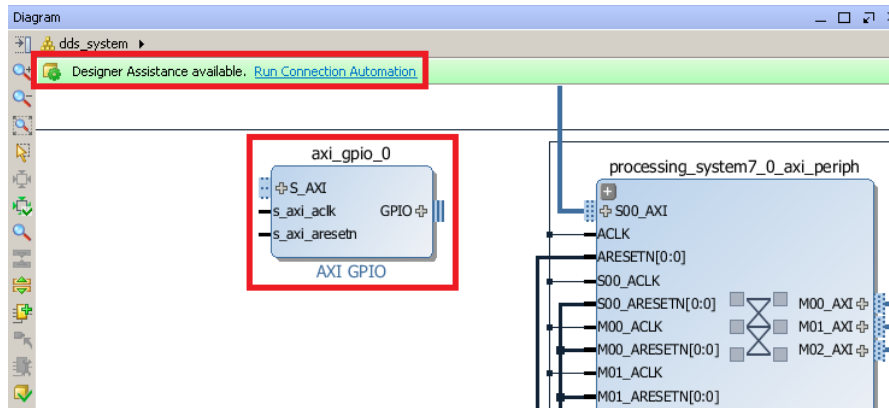 Diagram
dds_system
Designer Assistance available. Run Connection Automation
axi_gpio_0
S_AXI
s_axi_aclk GPIO
s_axi_aresetn
AXI GPIO
processing_system7_0_axi_periph
S00_AXI
ACLK
ARESETN[0:0]
S00_ACLK
S00_ARESETN[0:0] M00_AXI
M00_ACLK M01_AXI
M00_ARESETN[0:0] M02_AXI
M01_ACLK
M01_ARESETN[0:0]